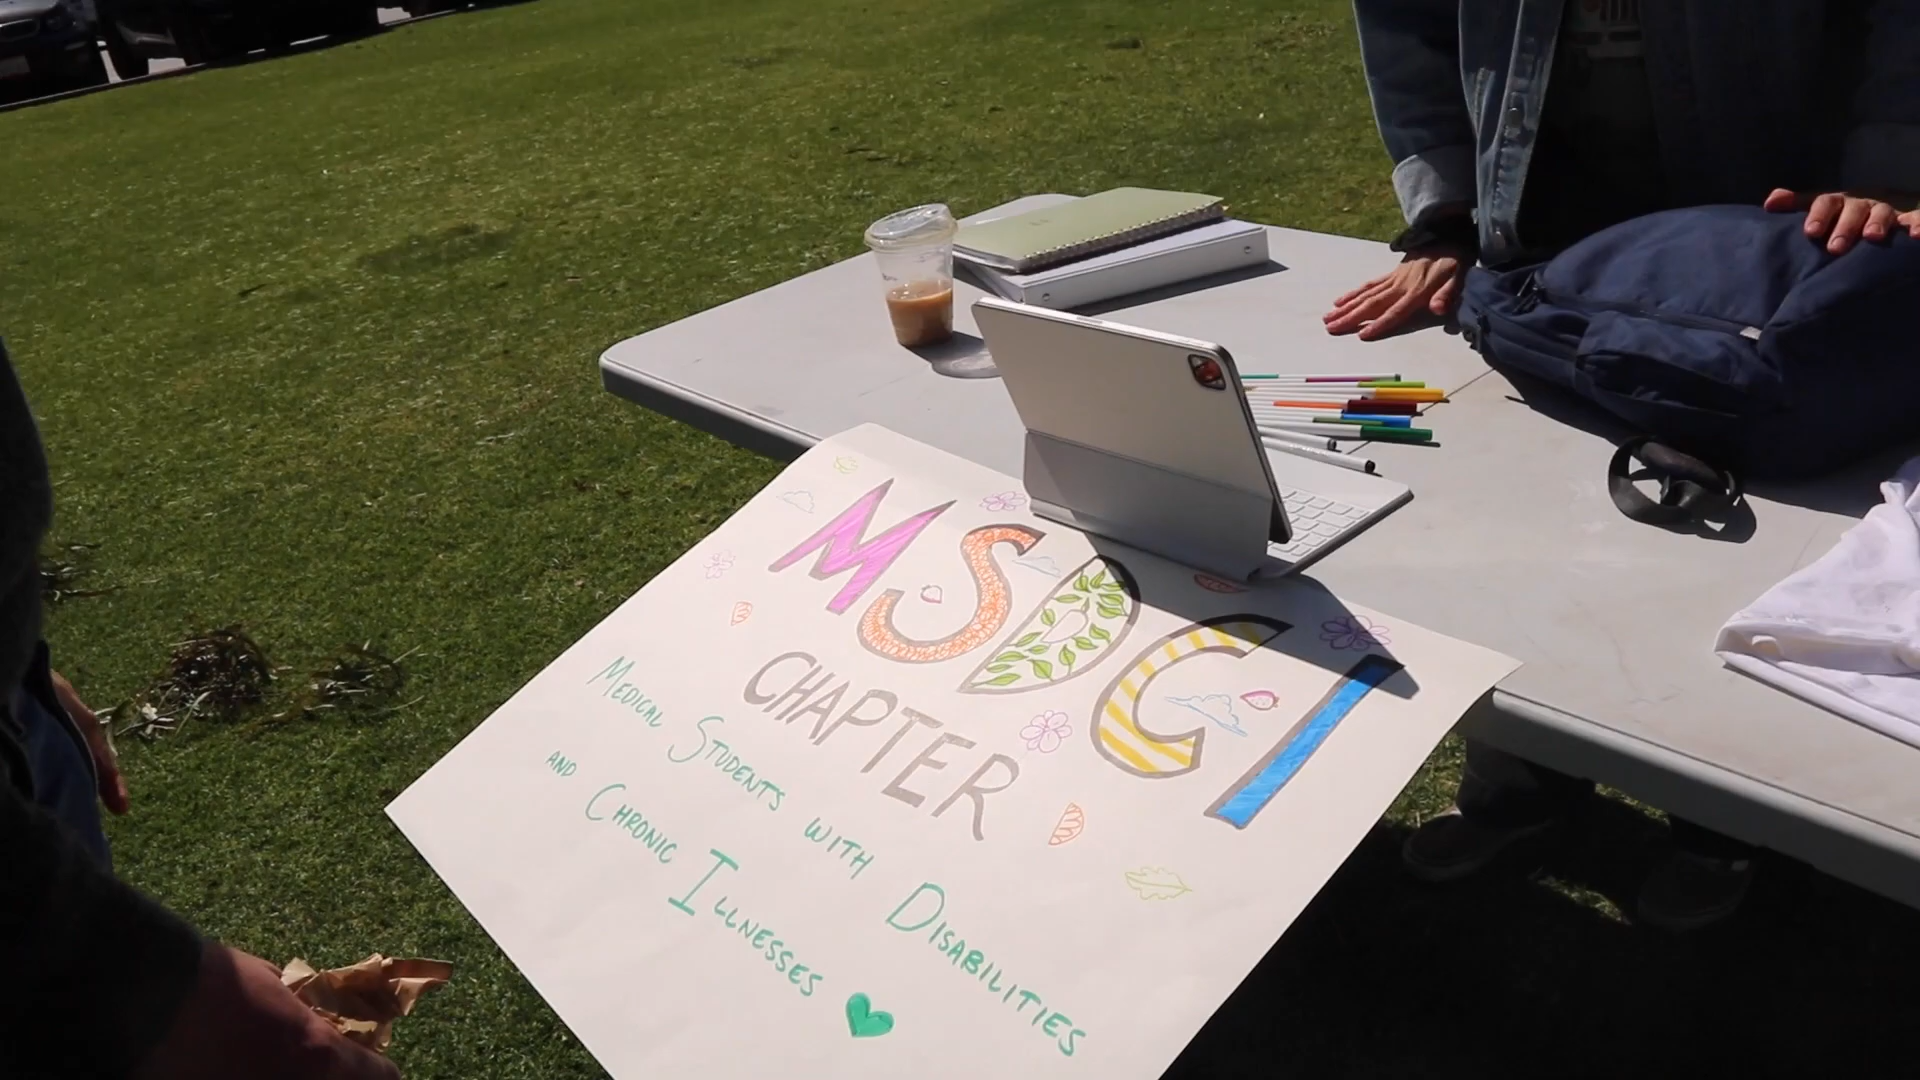 MSDCI
CHAPTER
MEDICAL STUDENTS WITH DISABILITIES
AND CHRONIC ILLNESSES